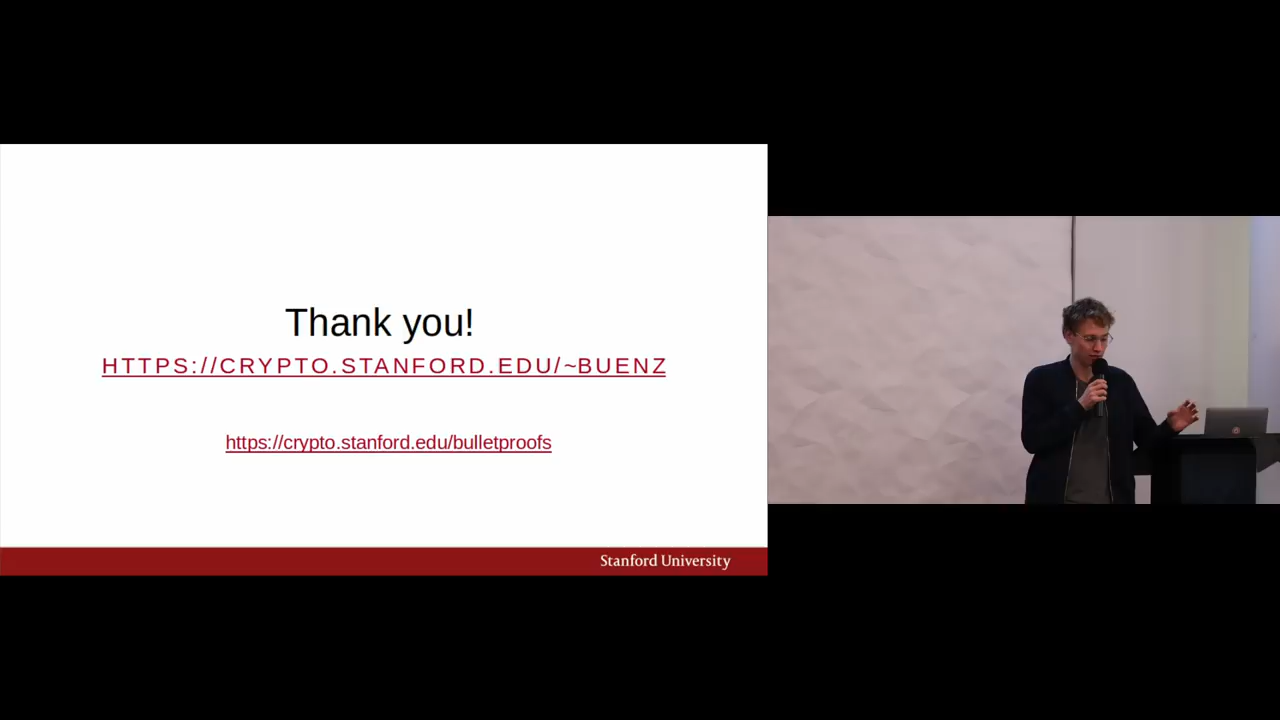 Thank you!
HTTPS://CRYPTO.STANFORD.EDU/~BUENZ
https://crypto.stanford.edu/bulletproofs
Stanford University